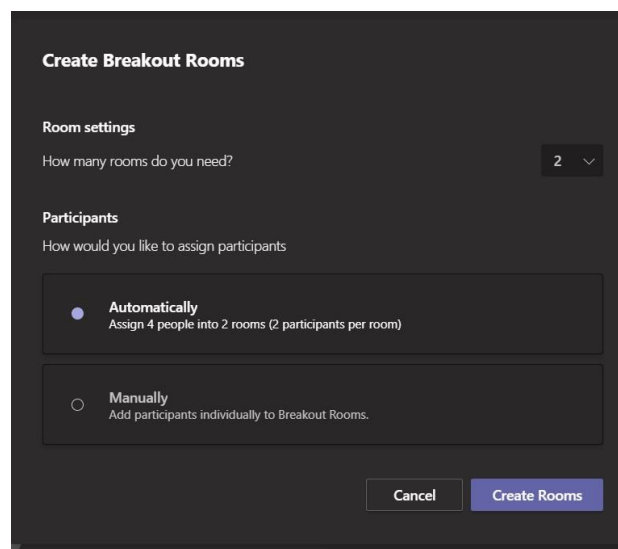 Create Breakout Rooms
Room settings
How many rooms do you need?
2
Participants
How would you like to assign participants
Automatically
Assign 4 people into 2 rooms (2 participants per room)
Manually
Add participants individually to Breakout Rooms.
Cancel
Create Rooms